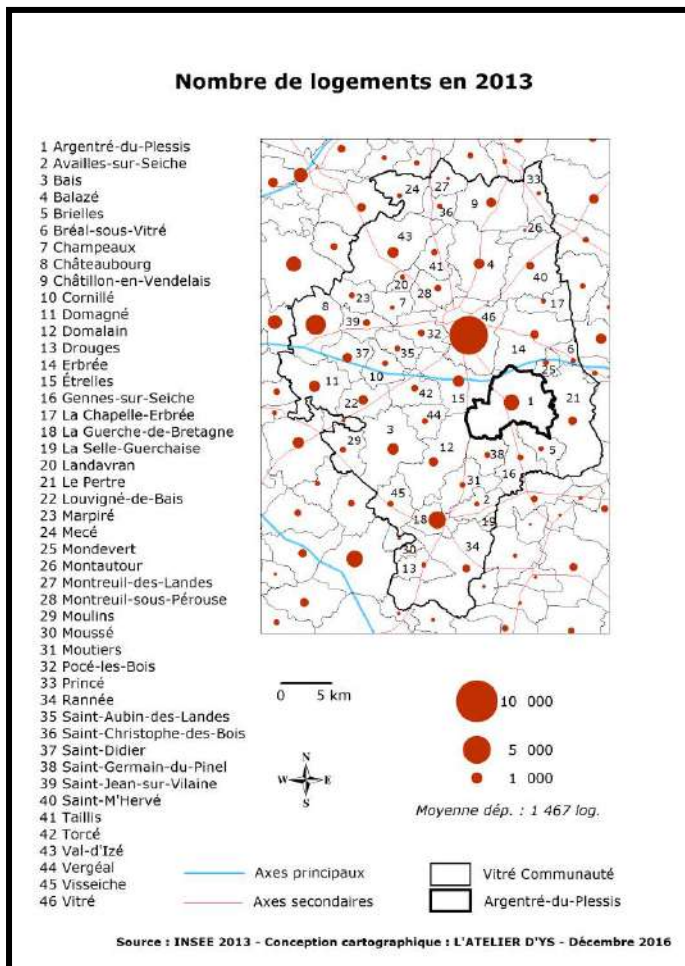 Nombre de logements en 2013
1 Argentré-du-Plessis
2 Availles-sur-Seiche
3 Bais
4 Balazé
5 Brielles
6 Bréal-sous-Vitré
7 Champeaux
8 Châteaubourg
9 Châtillon-en-Vendelais
10 Cornillé
11 Domagné
12 Domalain
13 Drouges
14 Erbrée
15 Étrelles
16 Gennes-sur-Seiche
17 La Chapelle-Erbrée
18 La Guerche-de-Bretagne
19 La Selle-Guerchaise
20 Landavran
21 Le Pertre
22 Louvigné-de-Bais
23 Marpiré
24 Mecé
25 Mondevert
26 Montautour
27 Montreuil-des-Landes
28 Montreuil-sous-Pérouse
29 Moulins
30 Moussé
31 Moutiers
32 Pocé-les-Bois
33 Princé
34 Rannée
35 Saint-Aubin-des-Landes
36 Saint-Christophe-des-Bois
37 Saint-Didier
38 Saint-Germain-du-Pinel
39 Saint-Jean-sur-Vilaine
40 Saint-M'Hervé
41 Taillis
42 Torcé
43 Val-d'Izé
44 Vergéal
45 Visseiche
46 Vitré
33
27
24
9
36
26
43
41
4
40
20
28
23
7
17
8
46
39
32
14
35
37
6
25
10
11
42
15
1
21
22
44
3
29
12
38
5
16
31
45
2
18
19
30
34
13
0 5 km
N
W E
S
10 000
5 000
1 000
Moyenne dép. : 1 467 log.
Axes principaux
Axes secondaires
Vitré Communauté
Argentré-du-Plessis
Source : INSEE 2013 - Conception cartographique : L'ATELIER D'YS - Décembre 2016